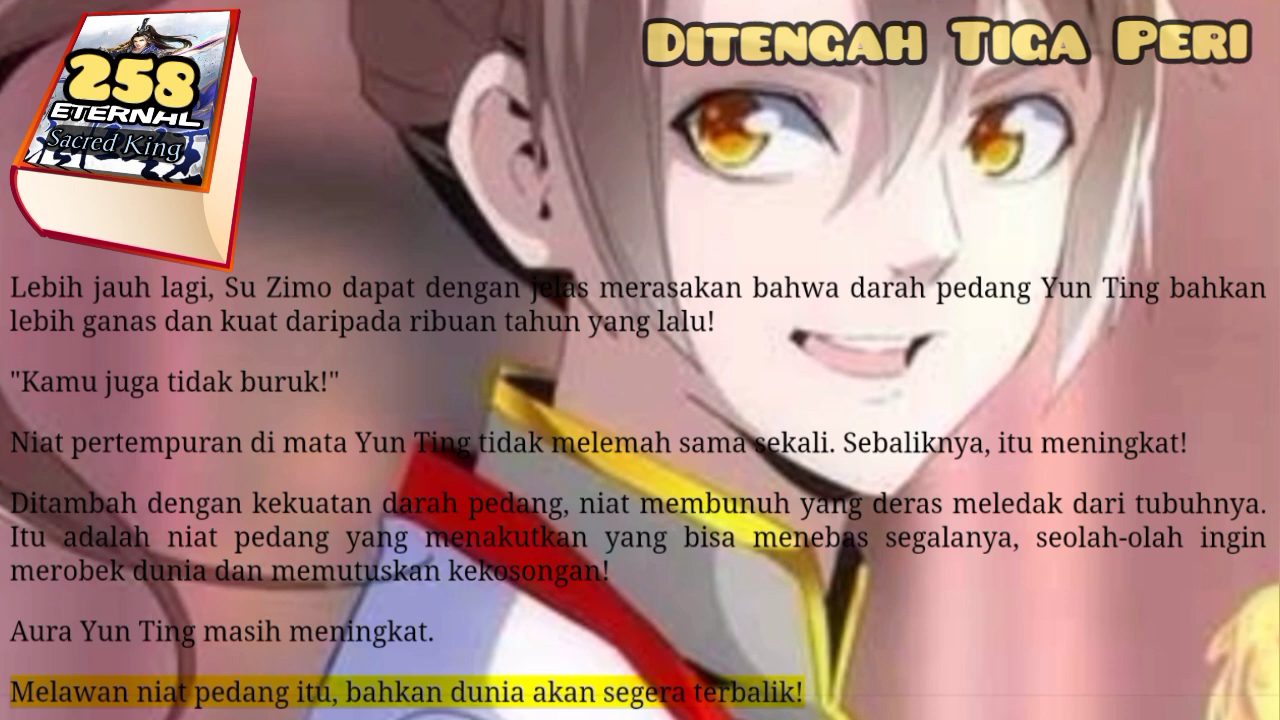 258
ETERNAL
Sacred King
DITENGAH TIGA PERI
Lebih jauh lagi, Su Zimo dapat dengan jelas merasakan bahwa darah pedang Yun Ting bahkan
lebih ganas dan kuat daripada ribuan tahun yang lalu!
"Kamu juga tidak buruk!"
Niat pertempuran di mata Yun Ting tidak melemah sama sekali. Sebaliknya, itu meningkat!
Ditambah dengan kekuatan darah pedang, niat membunuh yang deras meledak dari tubuhnya.
Itu adalah niat pedang yang menakutkan yang bisa menebas segalanya, seolah-olah ingin
merobek dunia dan memutuskan kekosongan!
Aura Yun Ting masih meningkat.
Melawan niat pedang itu, bahkan dunia akan segera terbalik!